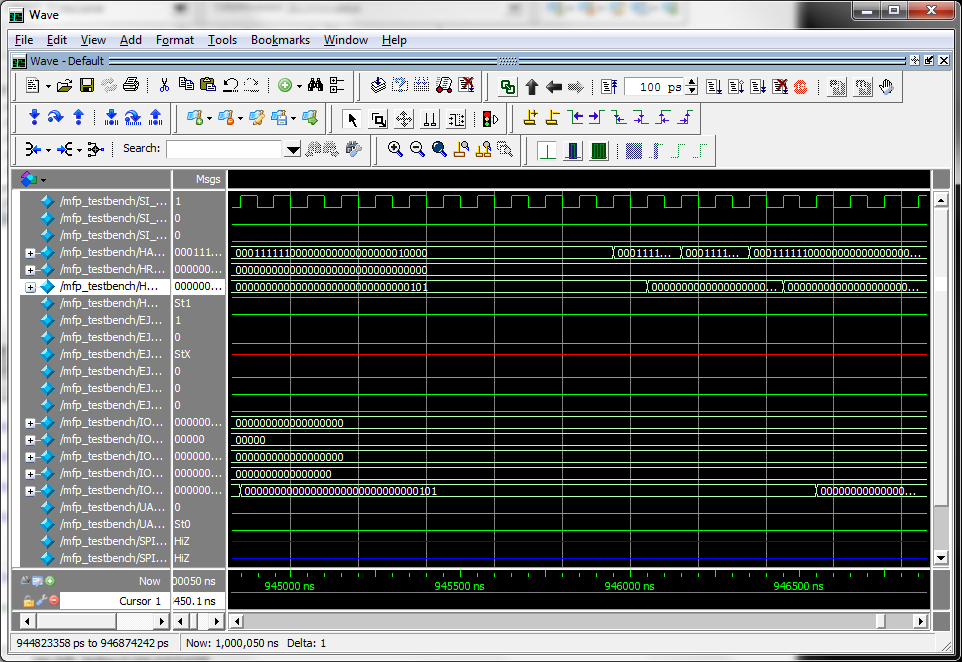 Wave
File Edit View Add Format Tools Bookmarks Window Help
Wave - Default
100 ps
Search:
Msgs
/mfp_testbench/SI_... 1
/mfp_testbench/SI_... 0
/mfp_testbench/SI_... 0
/mfp_testbench/HA... 000111... 00011111100000000000000000010000 0001111... 0001111... 000111111000000000000000000...
/mfp_testbench/HR... 000000... 00000000000000000000000000000000
/mfp_testbench/H... 000000... 00000000000000000000000000000101 0000000000000000000... 00000000000000000...
/mfp_testbench/H... St1
/mfp_testbench/EJ... 1
/mfp_testbench/EJ... 0
/mfp_testbench/EJ... StX
/mfp_testbench/EJ... 0
/mfp_testbench/EJ... 0
/mfp_testbench/EJ... 0
/mfp_testbench/IO... 000000... 000000000000000000
/mfp_testbench/IO... 00000 00000
/mfp_testbench/IO... 000000... 000000000000000000
/mfp_testbench/IO... 000000... 0000000000000000
/mfp_testbench/IO... 000000... 00000000000000000000000000000101 00000000000000...
/mfp_testbench/UA... 0
/mfp_testbench/UA... St0
/mfp_testbench/SPI... HiZ
/mfp_testbench/SPI... HiZ
Now 00050 ns 945000 ns 945500 ns 946000 ns 946500 ns
Cursor 1 450.1 ns
944823358 ps to 946874242 ps Now: 1,000,050 ns Delta: 1